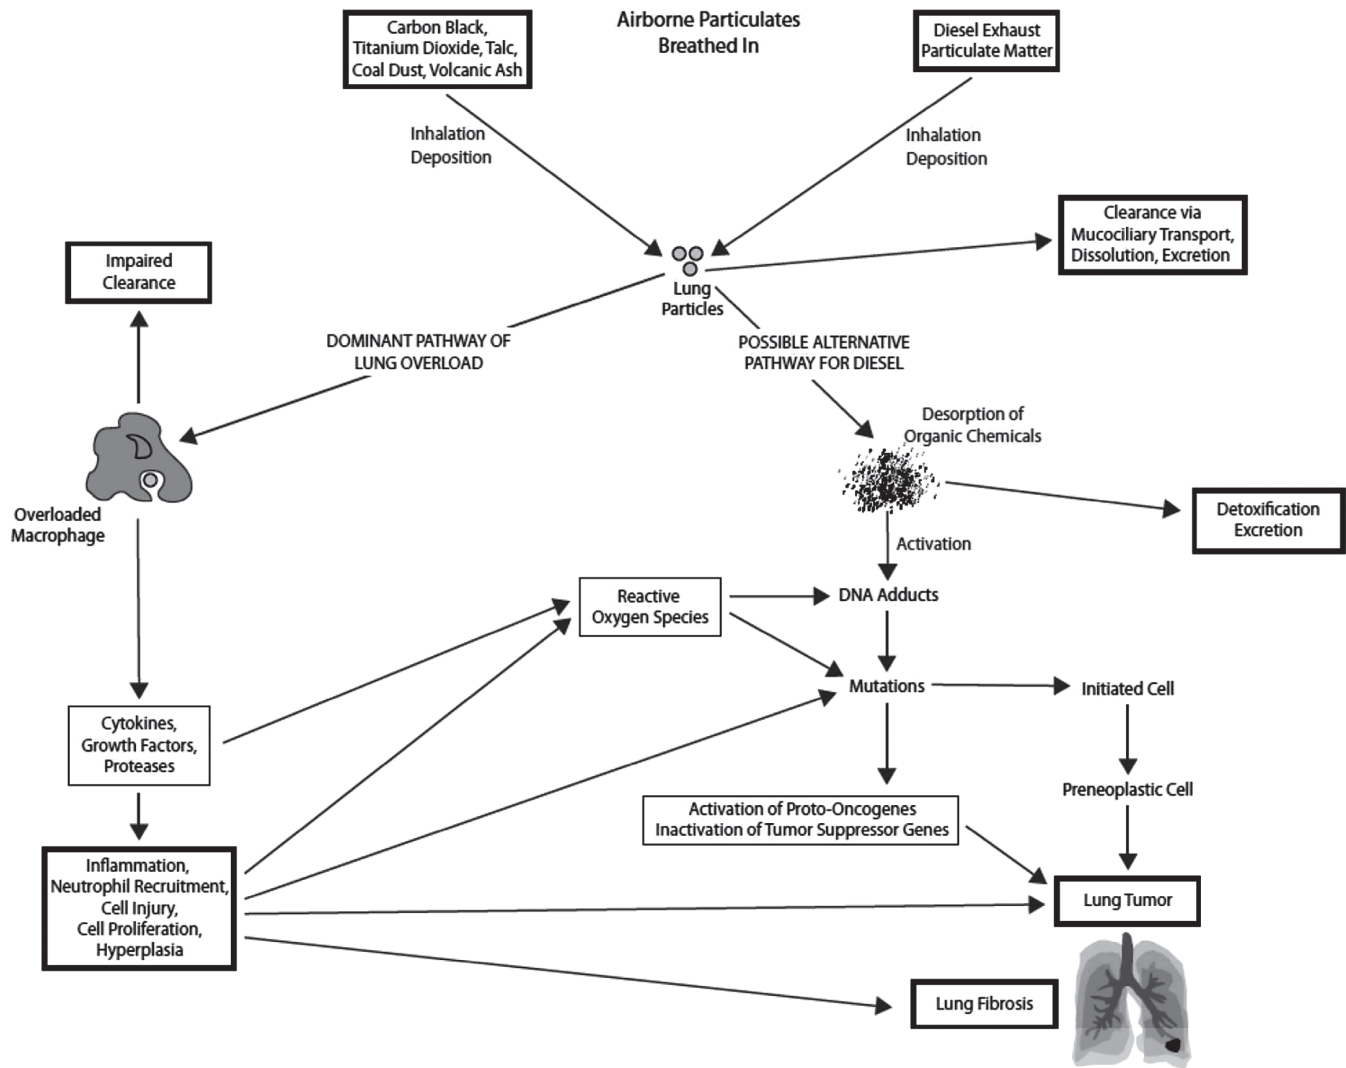 Airborne Particulates
Breathed In
Carbon Black,
Titanium Dioxide, Talc,
Coal Dust, Volcanic Ash
Diesel Exhaust
Particulate Matter
Inhalation
Deposition
Inhalation
Deposition
Clearance via
Mucociliary Transport,
Dissolution, Excretion
Impaired
Clearance
Lung
Particles
DOMINANT PATHWAY OF
LUNG OVERLOAD
POSSIBLE ALTERNATIVE
PATHWAY FOR DIESEL
Desorption of
Organic Chemicals
Overloaded
Macrophage
Detoxification
Excretion
Activation
Reactive
Oxygen Species
DNA Adducts
Mutations
Initiated Cell
Cytokines,
Growth Factors,
Proteases
Preneoplastic Cell
Activation of Proto-Oncogenes
Inactivation of Tumor Suppressor Genes
Inflammation,
Neutrophil Recruitment,
Cell Injury,
Cell Proliferation,
Hyperplasia
Lung Tumor
Lung Fibrosis